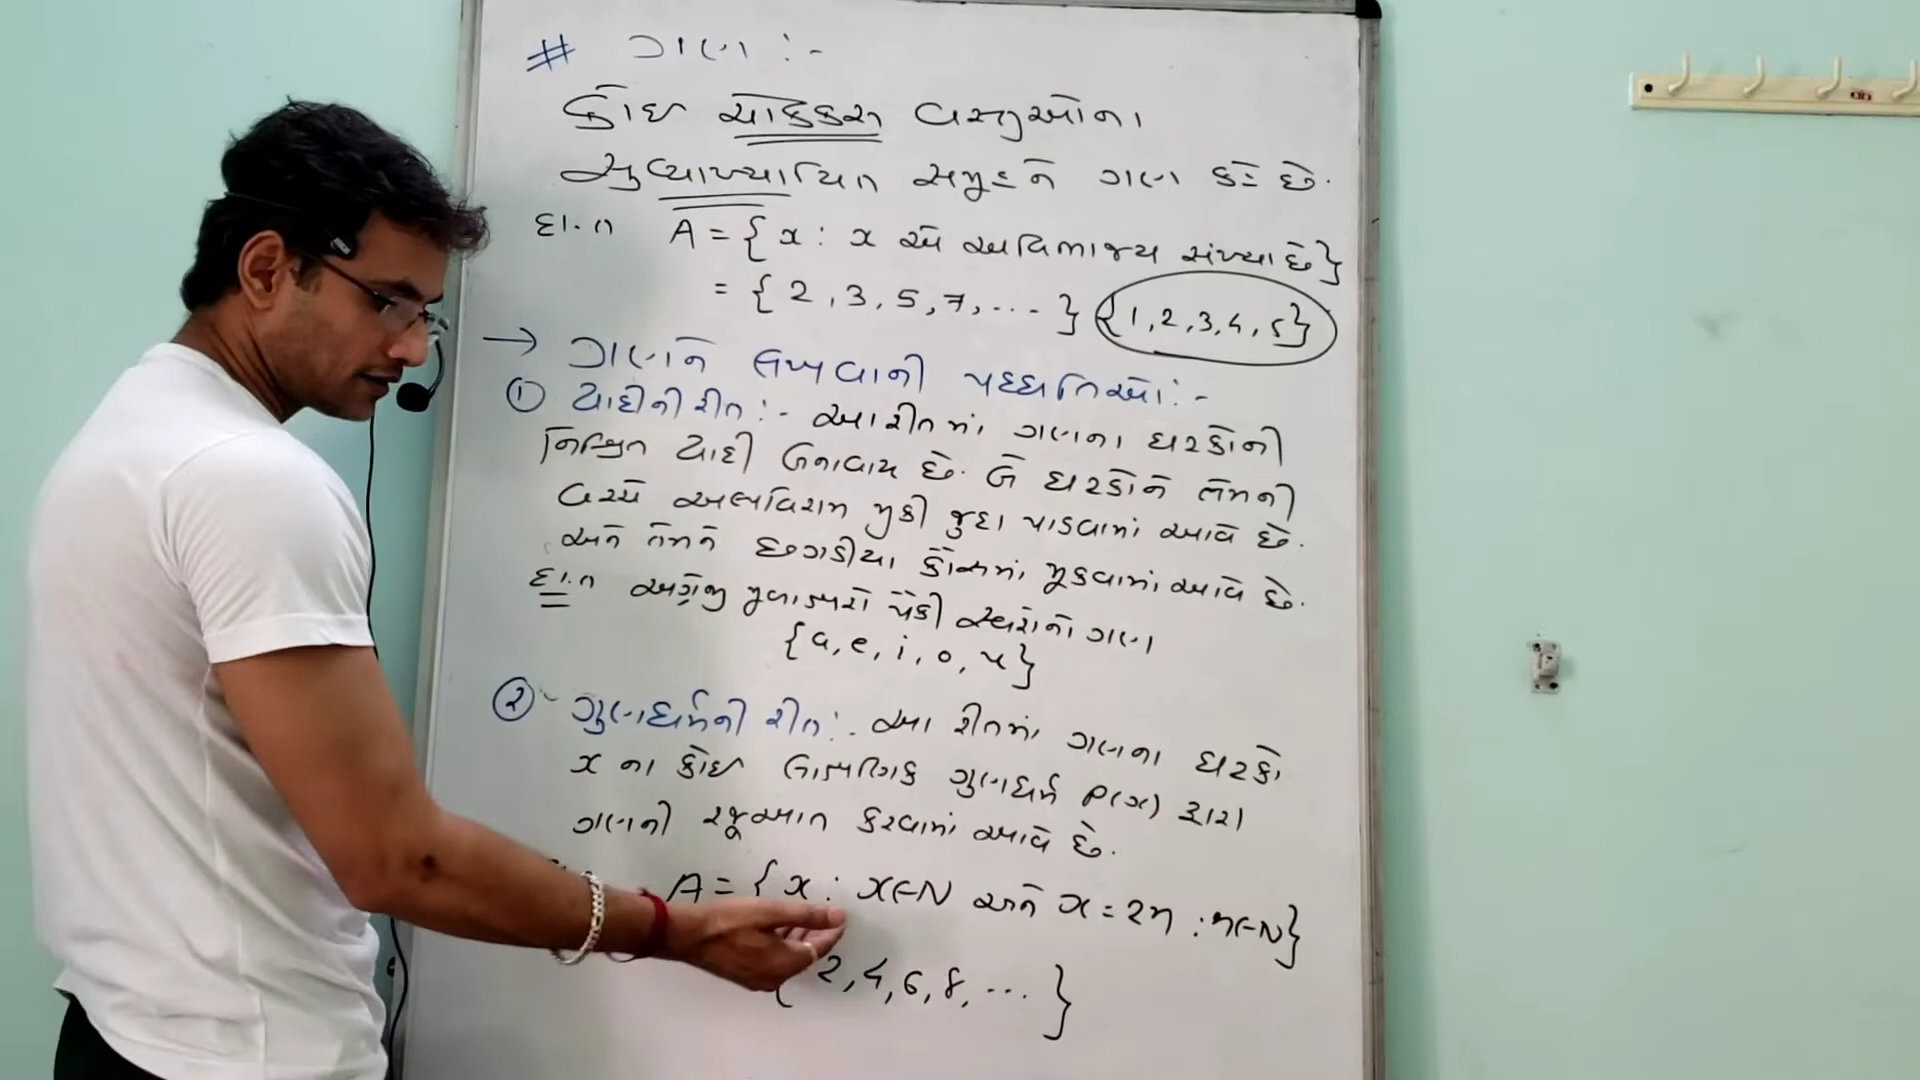 # ગણ :-
કોઇ ચોક્કસ વસ્તુઓના
સુવ્યાખ્યાયિત સમુહને ગણ કહે છે.
દા.ત A = {x : x એ અવિભાજ્ય સંખ્યા છે}
= {2, 3, 5, 7, ....} {1, 2, 3, 4, 5}
→ ગણને લખવાની પદ્ધતિઓ :-
① યાદીની રીત :- આ રીતમાં ગણના ઘટકોની
નિશ્ચિત યાદી બનાવાય છે. બે ઘટકોને તેમની
વચ્ચે અલ્પવિરામ મુકી જુદા પાડવામાં આવે છે.
અને તેમને છગડીયા કૌંસમાં મૂકવામાં આવે છે.
દા.ત અંગ્રેજી મુળાક્ષરો પૈકી સ્વરોનો ગણ
{a, e, i, o, u}
② ગુણધર્મની રીત :- આ રીતમાં ગણના ઘટકો
x ના કોઇ લાક્ષણિક ગુણધર્મ P(x) દ્વારા
ગણની રજૂઆત કરવામાં આવે છે.
A = {x : x∈N અને x = 2n : n∈N}
{2, 4, 6, 8, ...}